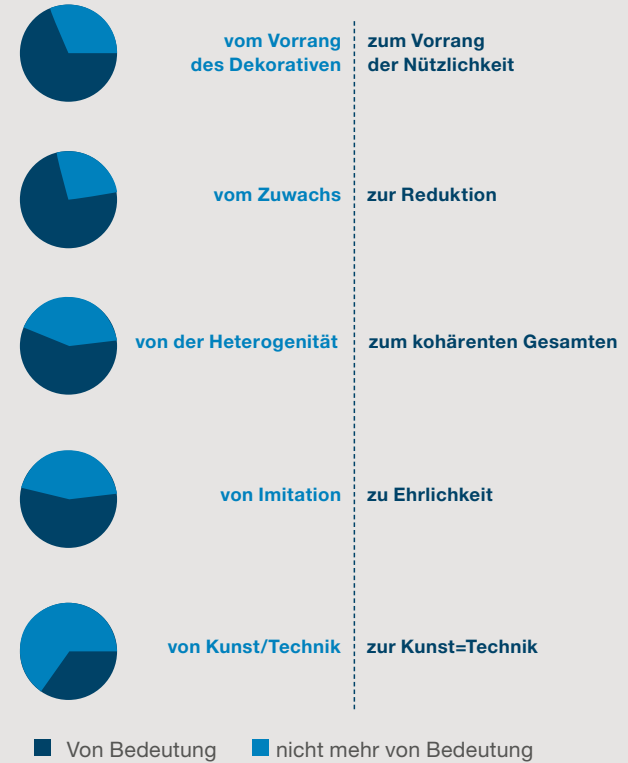 vom Vorrang
des Dekorativen
zum Vorrang
der Nützlichkeit
vom Zuwachs
zur Reduktion
von der Heterogenität
zum kohärenten Gesamten
von Imitation
zu Ehrlichkeit
von Kunst/Technik
zur Kunst=Technik
Von Bedeutung
nicht mehr von Bedeutung